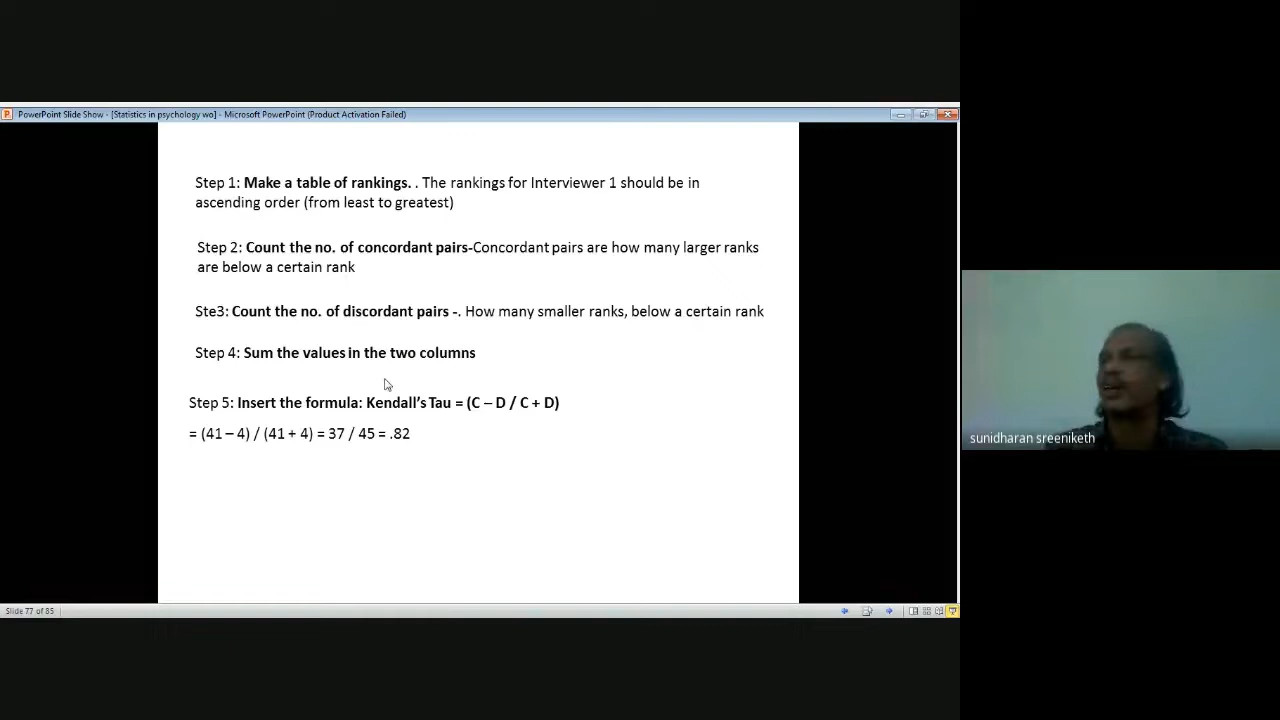 PowerPoint Slide Show - [Statistics in psychology wo] - Microsoft PowerPoint (Product Activation Failed)
Step 1: Make a table of rankings. . The rankings for Interviewer 1 should be in
ascending order (from least to greatest)
Step 2: Count the no. of concordant pairs-Concordant pairs are how many larger ranks
are below a certain rank
Ste3: Count the no. of discordant pairs -. How many smaller ranks, below a certain rank
Step 4: Sum the values in the two columns
Step 5: Insert the formula: Kendall's Tau = (C – D / C + D)
= (41 – 4) / (41 + 4) = 37 / 45 = .82
sunidharan sreeniketh
Slide 77 of 85